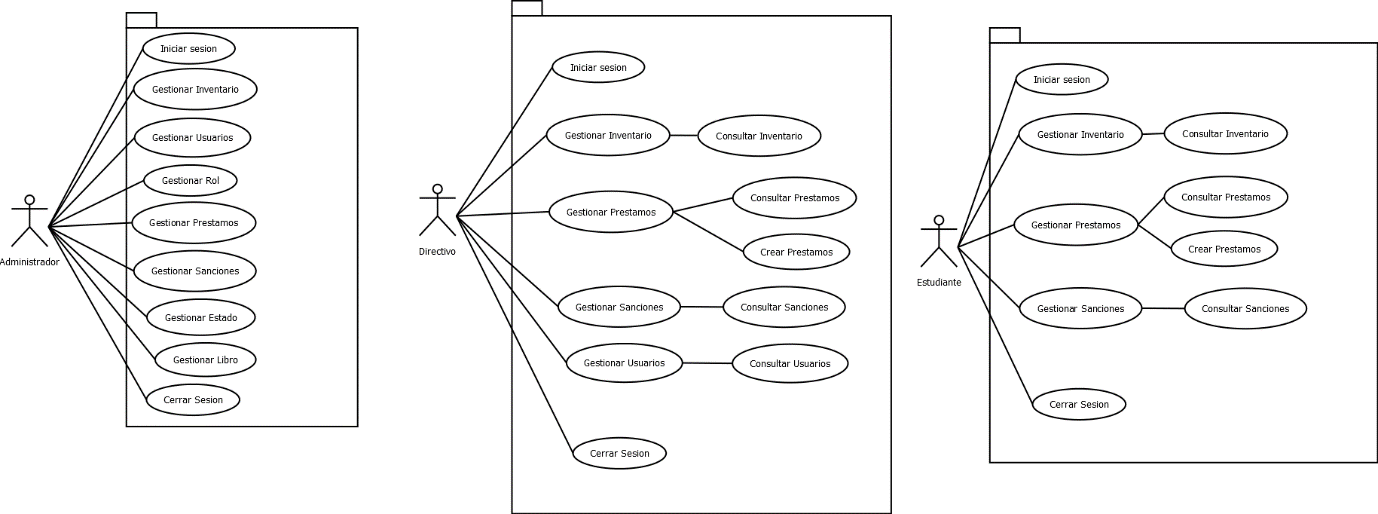 Iniciar sesion
Gestionar Inventario
Gestionar Usuarios
Gestionar Rol
Gestionar Prestamos
Administrador
Gestionar Sanciones
Gestionar Estado
Gestionar Libro
Cerrar Sesion
Iniciar sesion
Gestionar Inventario
Consultar Inventario
Gestionar Prestamos
Consultar Prestamos
Crear Prestamos
Directivo
Gestionar Sanciones
Consultar Sanciones
Gestionar Usuarios
Consultar Usuarios
Cerrar Sesion
Iniciar sesion
Gestionar Inventario
Consultar Inventario
Gestionar Prestamos
Consultar Prestamos
Crear Prestamos
Estudiante
Gestionar Sanciones
Consultar Sanciones
Cerrar Sesion